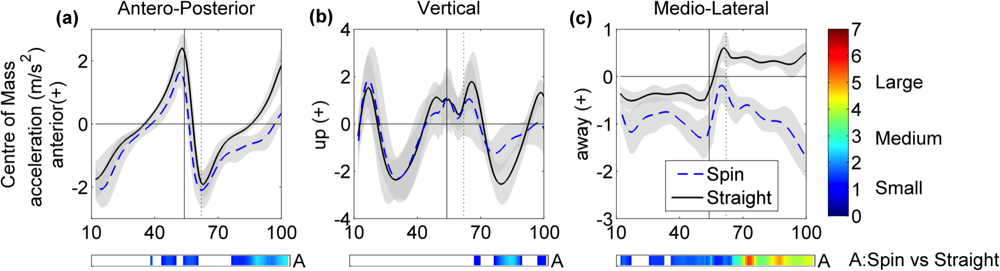 (a) Antero-Posterior
(b) Vertical
(c) Medio-Lateral
Centre of Mass
acceleration (m/s²)
anterior(+)
2
0
-2
10 40 70 100
A
up (+)
4
2
0
-2
-4
10 40 70 100
A
away (+)
1
0
-1
-2
-3
Spin
Straight
10 40 70 100
A
7
6
5
4
3
2
1
0
Large
Medium
Small
A:Spin vs Straight